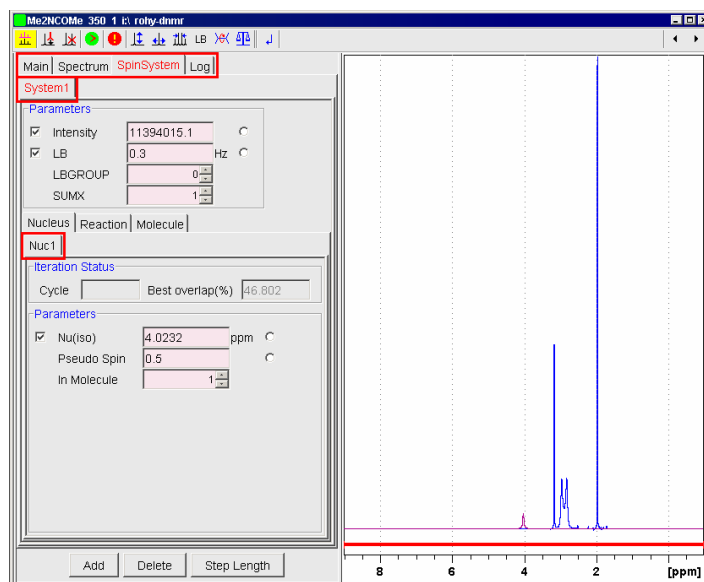 Me2NCOMe 350 1 i:\ rohy-dnmr
LB
Main Spectrum SpinSystem Log
System1
Parameters
Intensity 11394015.1
LB 0.3 Hz
LBGROUP 0
SUMX 1
Nucleus Reaction Molecule
Nuc1
Iteration Status
Cycle Best overlap(%) 46.802
Parameters
Nu(iso) 4.0232 ppm
Pseudo Spin 0.5
In Molecule 1
Add Delete Step Length
8 6 4 2 [ppm]